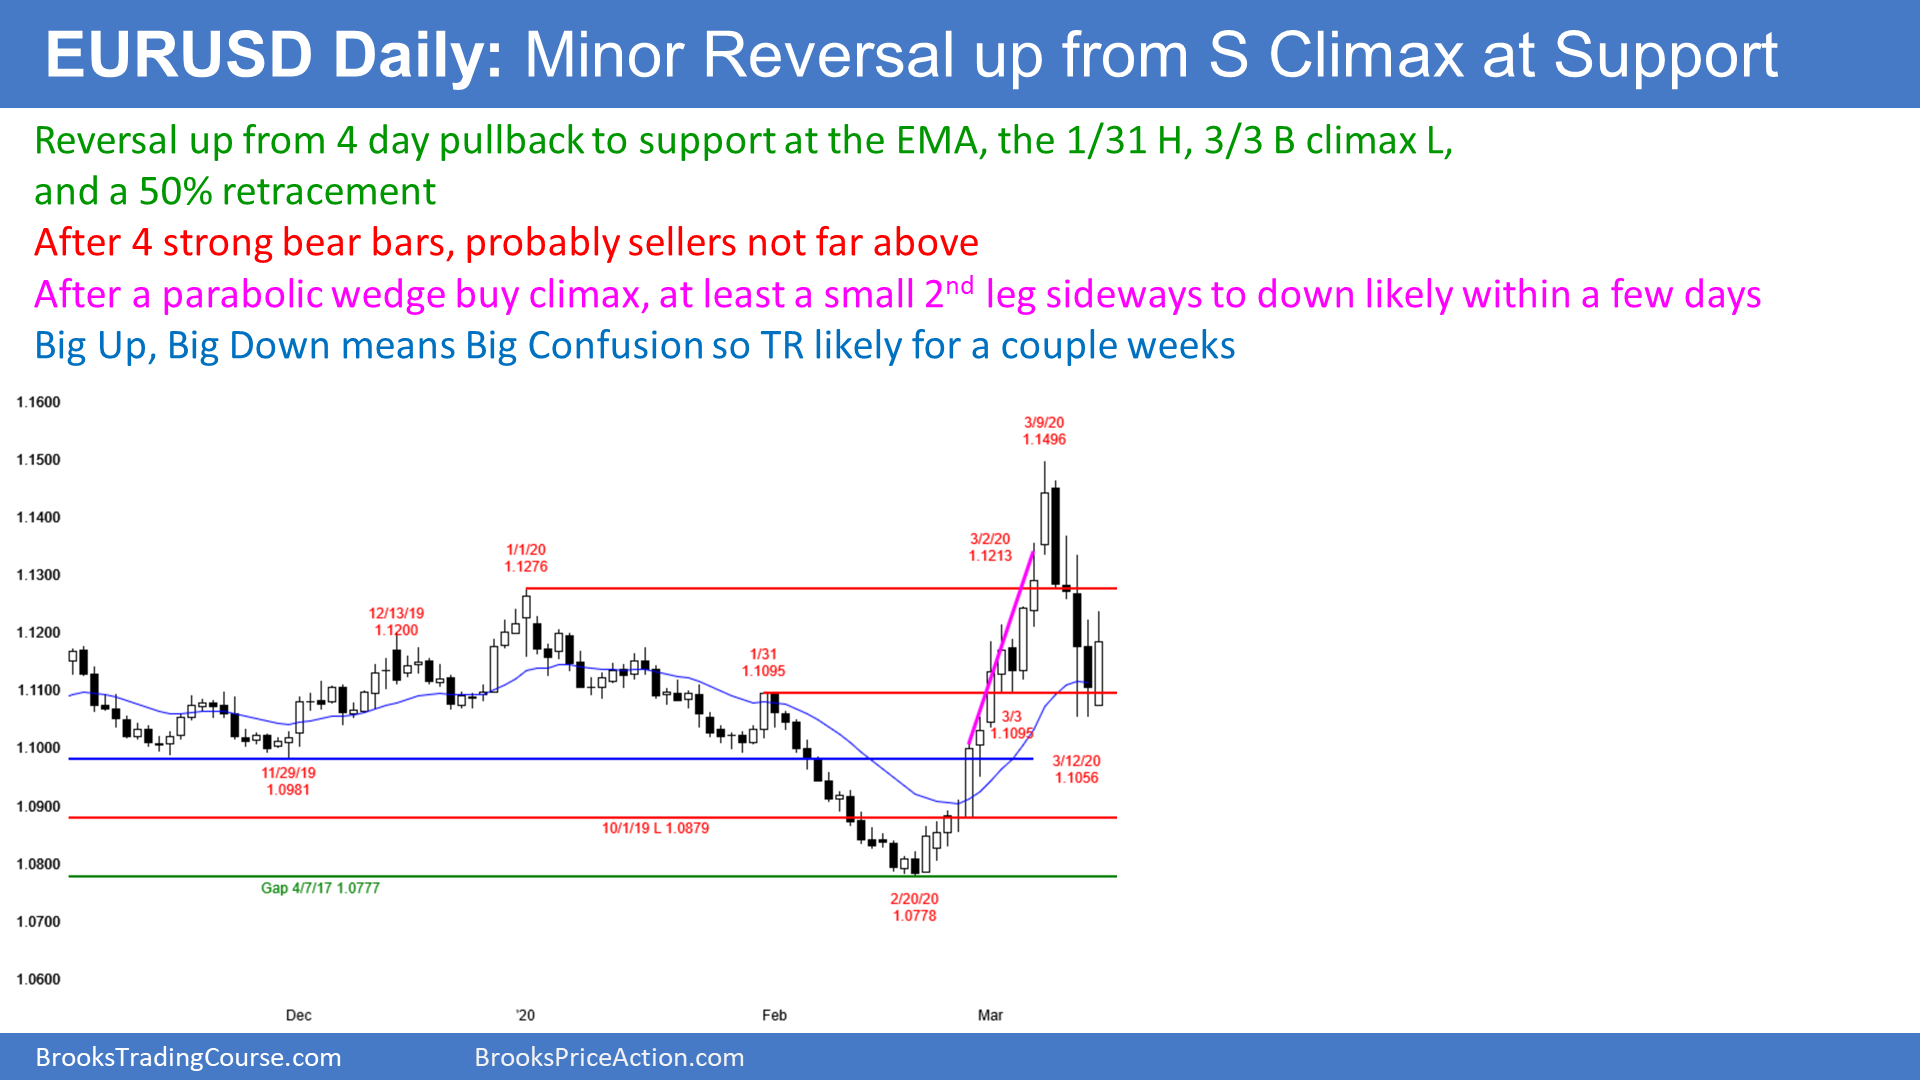 EURUSD Daily: Minor Reversal up from S Climax at Support
Reversal up from 4 day pullback to support at the EMA, the 1/31 H, 3/3 B climax L,
and a 50% retracement
After 4 strong bear bars, probably sellers not far above
After a parabolic wedge buy climax, at least a small 2nd leg sideways to down likely within a few days
Big Up, Big Down means Big Confusion so TR likely for a couple weeks
1.1600
3/9/20
1.1496
1.1500
1.1400
3/2/20
1.1213
1/1/20
1.1276
1.1300
12/13/19
1.1200
1.1200
1/31
1.1095
1.1100
3/3
1.1095
1.1000
3/12/20
1.1056
11/29/19
1.0981
1.0900
10/1/19 L 1.0879
1.0800
Gap 4/7/17 1.0777
2/20/20
1.0778
1.0700
1.0600
Dec
'20
Feb
Mar
BrooksTradingCourse.com
BrooksPriceAction.com